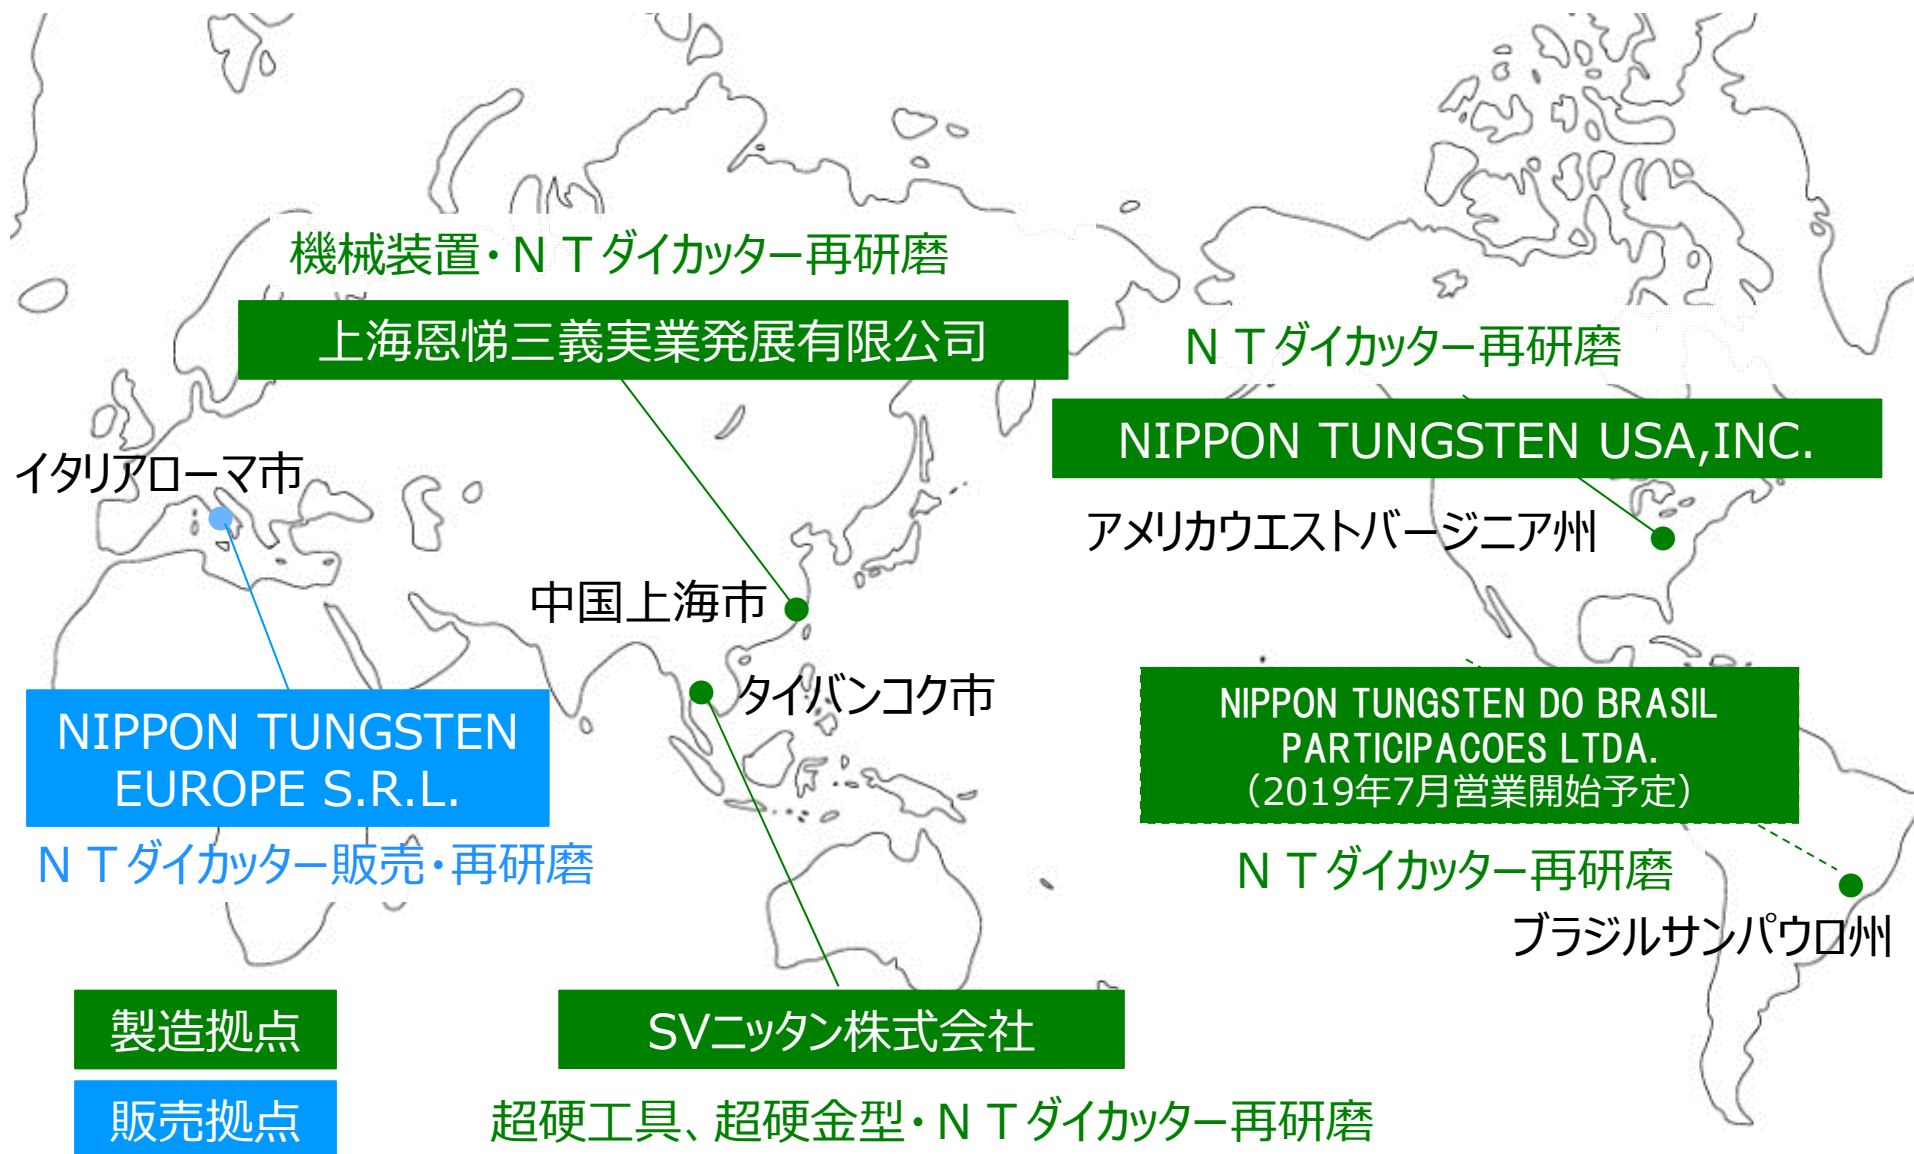 機械装置・ＮＴダイカッター再研磨
上海恩悌三義実業発展有限公司
ＮＴダイカッター再研磨
NIPPON TUNGSTEN USA,INC.
イタリアローマ市
アメリカウエストバージニア州
中国上海市
タイバンコク市
NIPPON TUNGSTEN
EUROPE S.R.L.
ＮＴダイカッター販売・再研磨
NIPPON TUNGSTEN DO BRASIL
PARTICIPACOES LTDA.
（2019年7月営業開始予定）
ＮＴダイカッター再研磨
ブラジルサンパウロ州
製造拠点
販売拠点
SVニッタン株式会社
超硬工具、超硬金型・ＮＴダイカッター再研磨